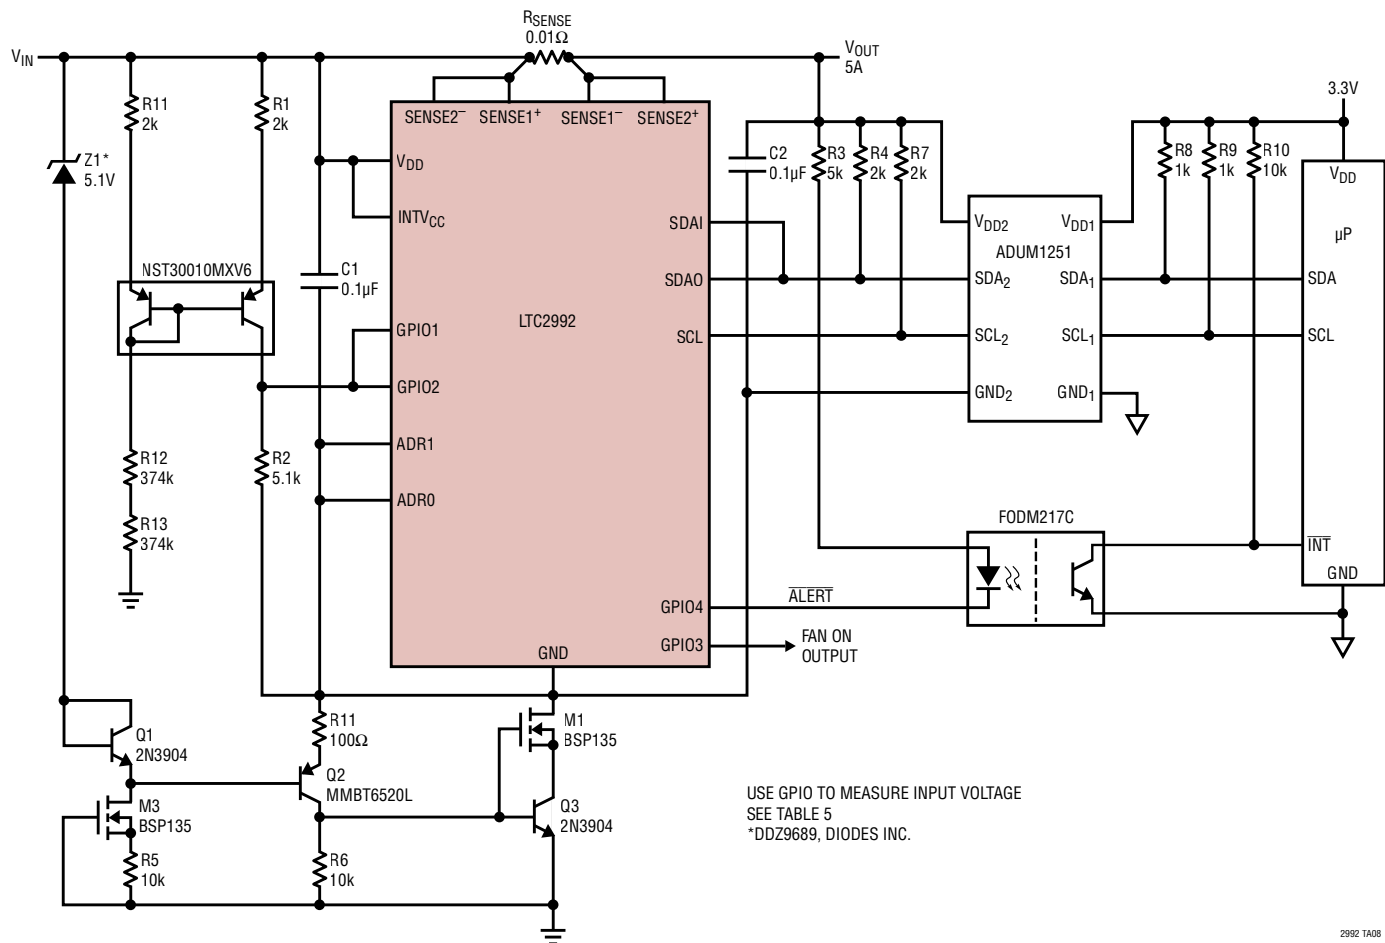 RSENSE
0.01Ω
VIN
VOUT
5A
3.3V
R11
2k
R1
2k
SENSE2– SENSE1+ SENSE1– SENSE2+
Z1*
5.1V
VDD
INTVCC
C2
0.1µF
R3
5k
R4
2k
R7
2k
R8
1k
R9
1k
R10
10k
VDD
µP
SDAI
VDD2
VDD1
ADUM1251
NST30010MXV6
C1
0.1µF
SDAO
SDA2
SDA1
SDA
GPIO1
LTC2992
SCL
SCL2
SCL1
SCL
GPIO2
GND2
GND1
ADR1
R12
374k
R2
5.1k
ADR0
R13
374k
FODM217C
INT
GND
GPIO4
ALERT
GPIO3
FAN ON
OUTPUT
GND
Q1
2N3904
R11
100Ω
M1
BSP135
Q2
MMBT6520L
M3
BSP135
Q3
2N3904
R5
10k
R6
10k
USE GPIO TO MEASURE INPUT VOLTAGE
SEE TABLE 5
*DDZ9689, DIODES INC.
2992 TA08